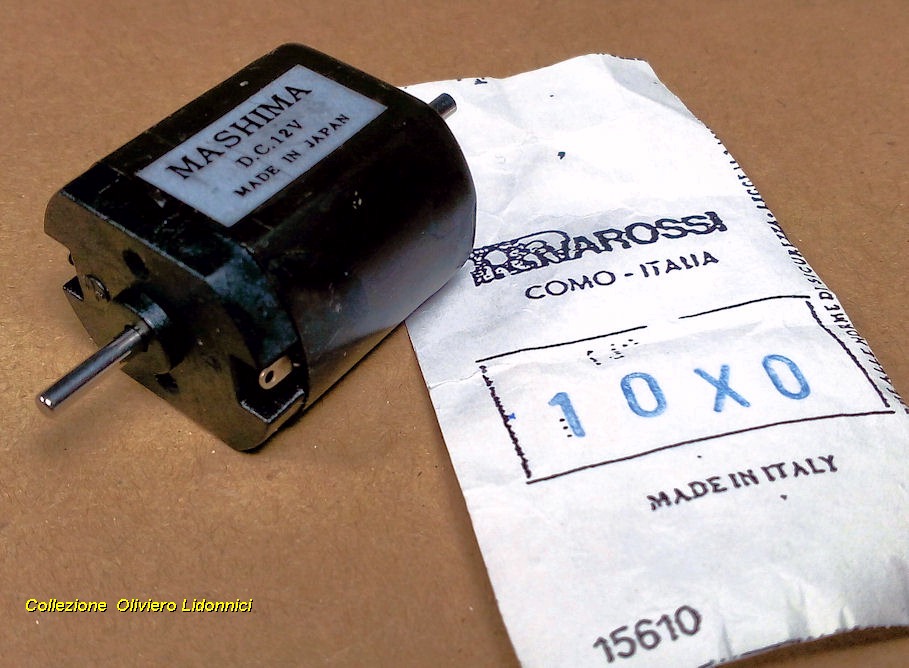 MASHIMA
D.C.12V
MADE IN JAPAN
RIVAROSSI
COMO - ITALIA
10X0
MADE IN ITALY
15610
Collezione Oliviero Lidonnici